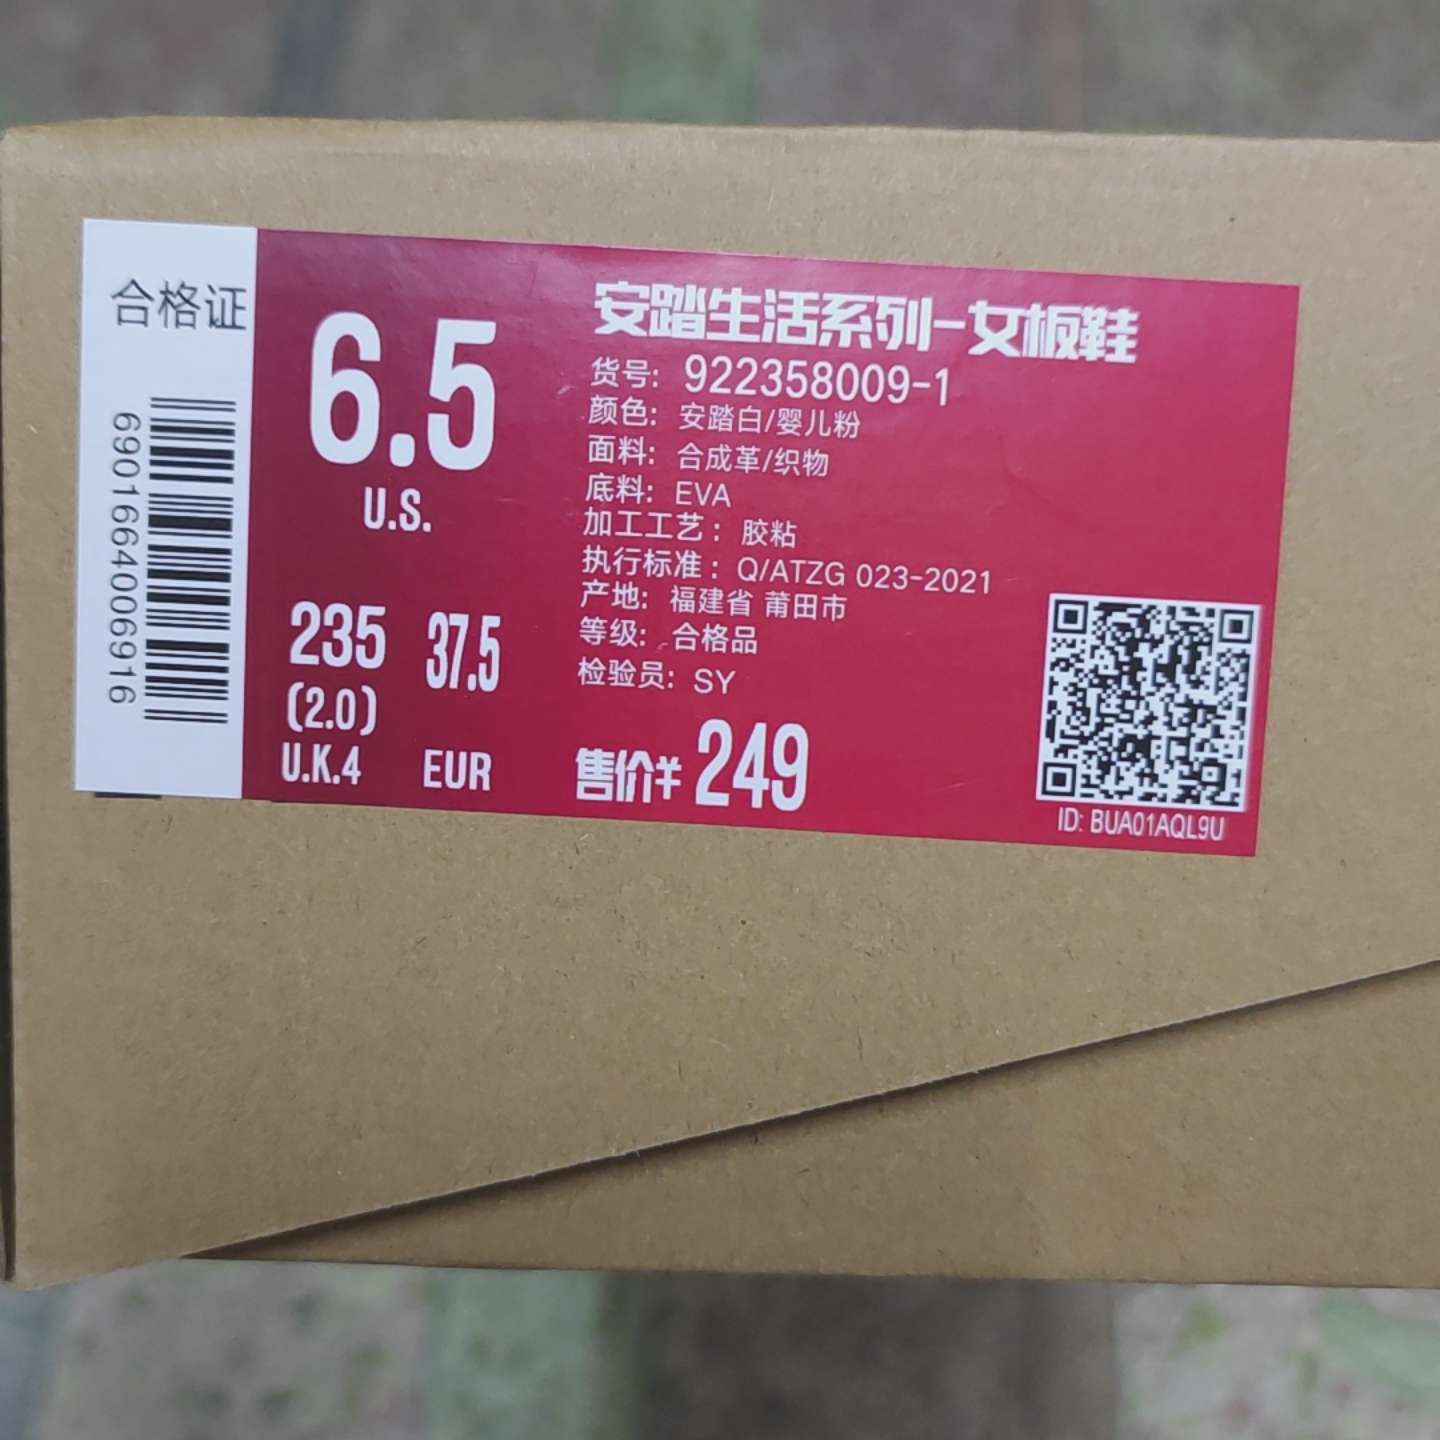 合格证
6901664006916
6.5
U.S.
235
(2.0)
U.K.4
37.5
EUR
安踏生活系列-女板鞋
货号: 922358009-1
颜色: 安踏白/婴儿粉
面料: 合成革/织物
底料: EVA
加工工艺: 胶粘
执行标准: Q/ATZG 023-2021
产地: 福建省 莆田市
等级: 合格品
检验员: SY
售价¥ 249
ID: BUA01AQL9U